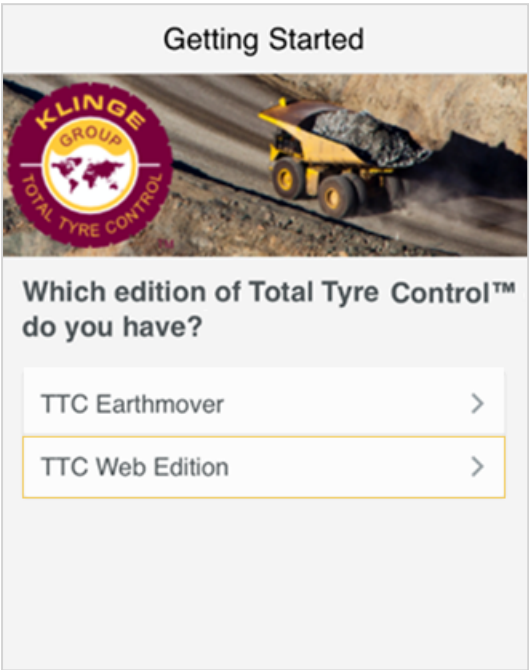 Getting Started
KLINGE
GROUP
TOTAL TYRE CONTROL
TM
Which edition of Total Tyre Control™
do you have?
TTC Earthmover
TTC Web Edition